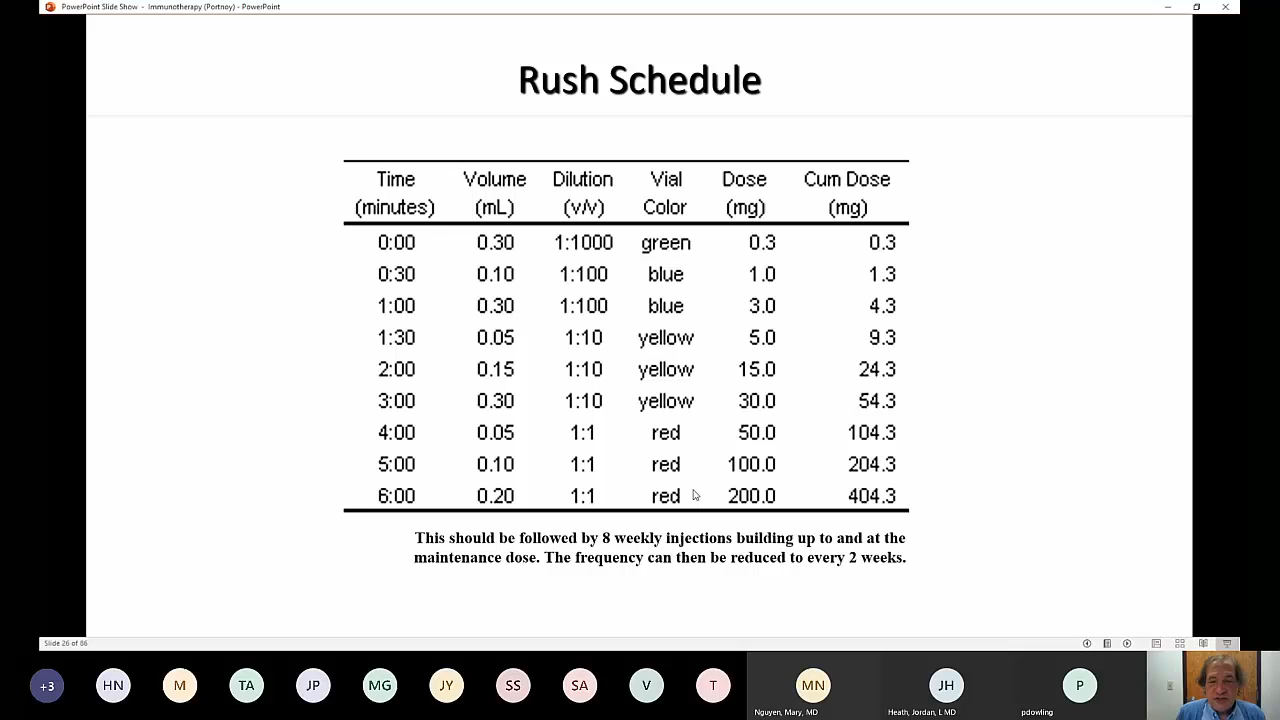 PowerPoint Slide Show - Immunotherapy (Portnoy) - PowerPoint
Rush Schedule
Time Volume Dilution Vial Dose Cum Dose
(minutes) (mL) (v/v) Color (mg) (mg)
0:00 0.30 1:1000 green 0.3 0.3
0:30 0.10 1:100 blue 1.0 1.3
1:00 0.30 1:100 blue 3.0 4.3
1:30 0.05 1:10 yellow 5.0 9.3
2:00 0.15 1:10 yellow 15.0 24.3
3:00 0.30 1:10 yellow 30.0 54.3
4:00 0.05 1:1 red 50.0 104.3
5:00 0.10 1:1 red 100.0 204.3
6:00 0.20 1:1 red 200.0 404.3
This should be followed by 8 weekly injections building up to and at the
maintenance dose. The frequency can then be reduced to every 2 weeks.
Slide 26 of 86
+3 HN M TA JP MG JY SS SA V T MN JH P
Nguyen, Mary, MD Heath, Jordan, L MD pdowling